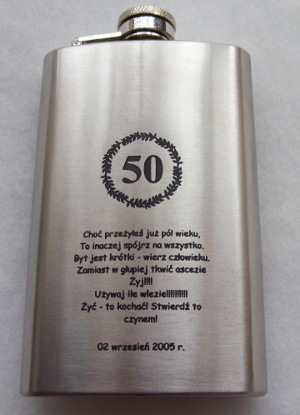 50
Choć przeżyłeś już pół wieku,
To inaczej spójrz na wszystko.
Byt jest krótki - wierz człowieku.
Zamiast w głupiej tkwić ascezie
Żyj!!!!
Używaj ile wlezie!!!!!!!!!!
Żyć - to kochać! Stwierdź to
czynem!
02 wrzesień 2005 r.